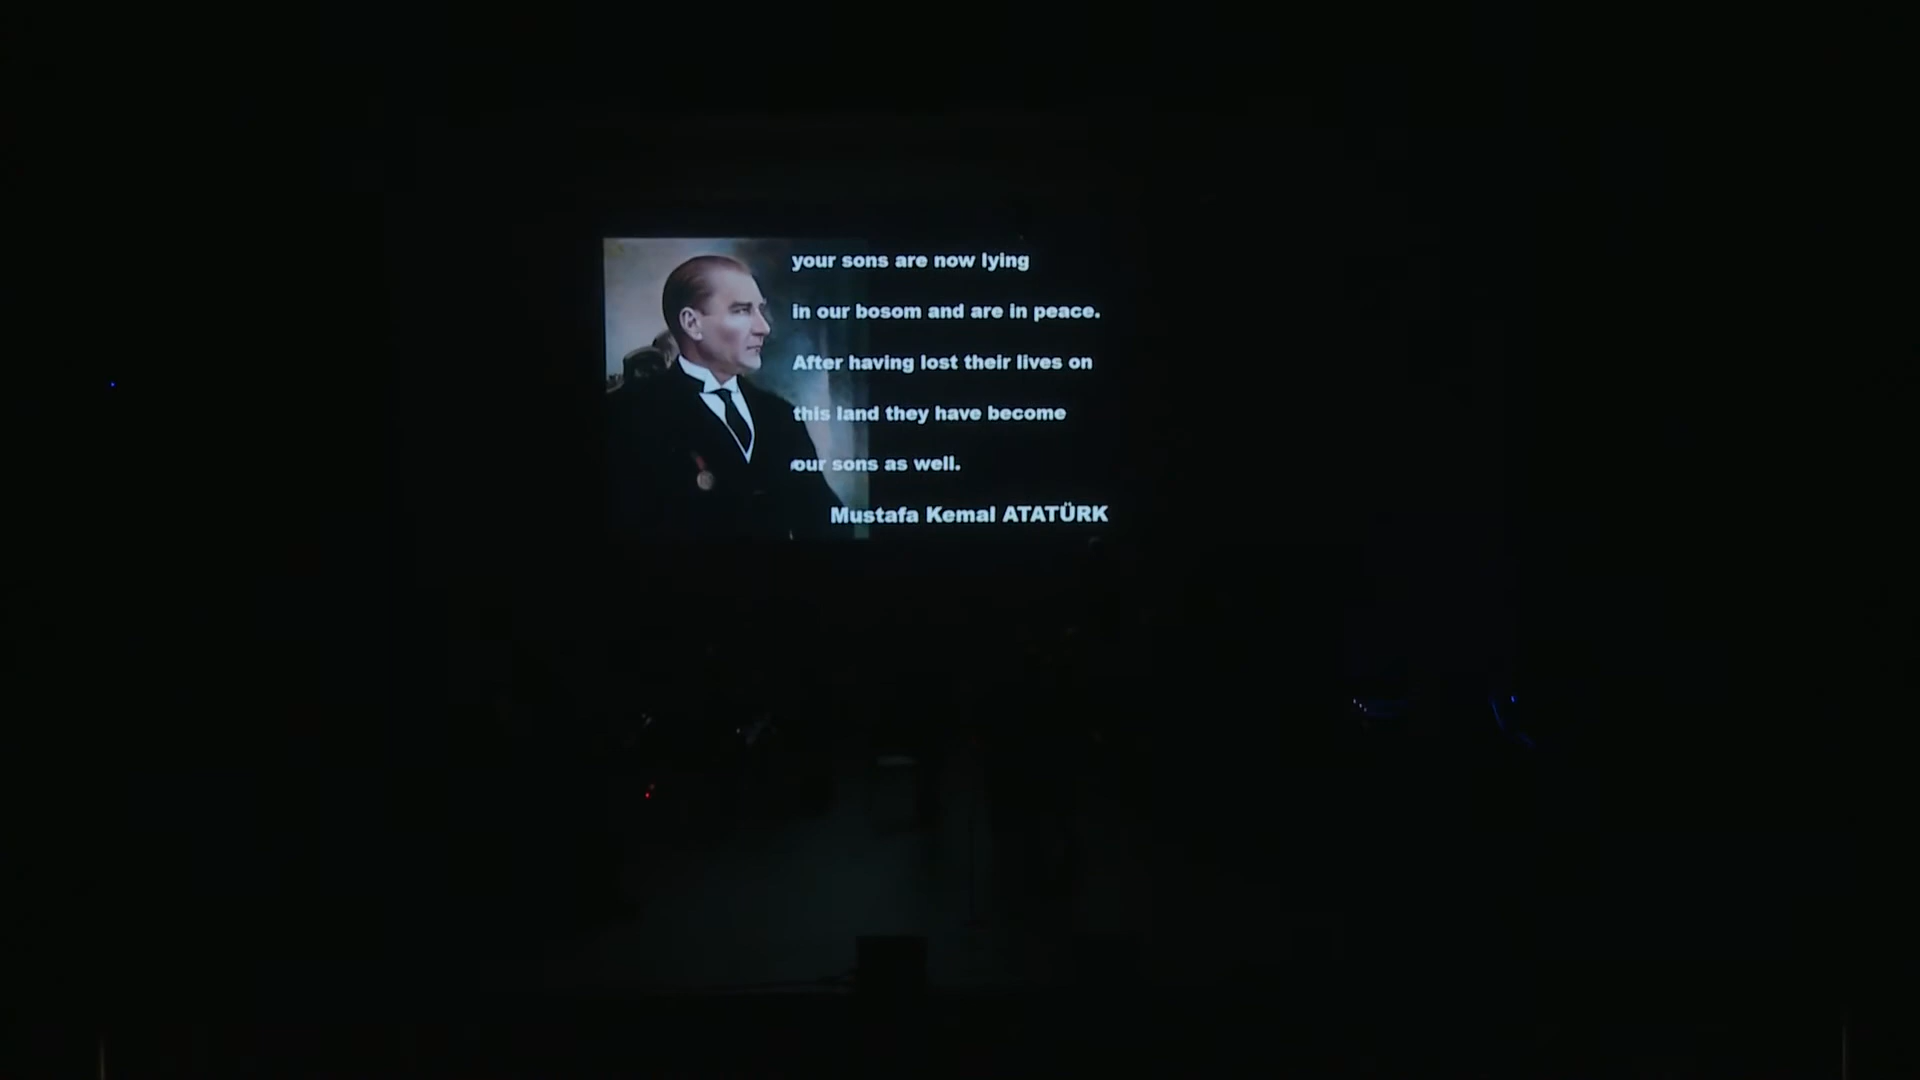 your sons are now lying
in our bosom and are in peace.
After having lost their lives on
this land they have become
our sons as well.
Mustafa Kemal ATATÜRK